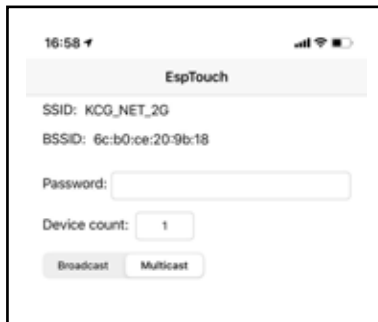 16:58
EspTouch
SSID: KCG_NET_2G
BSSID: 6c:b0:ce:20:9b:18
Password:
Device count: 1
Broadcast Multicast